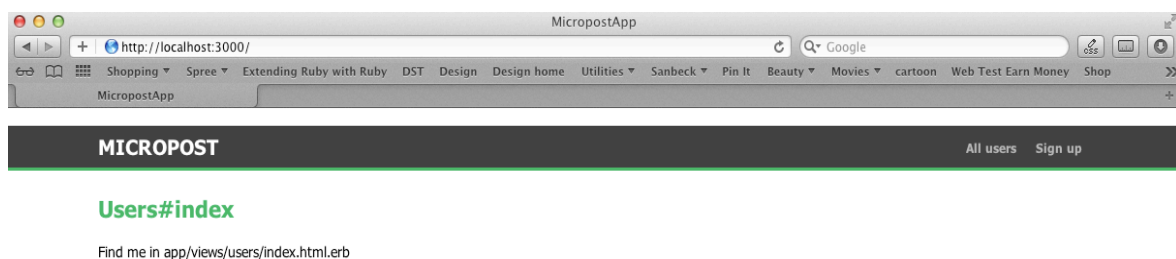 MicropostApp
http://localhost:3000/
Google
Shopping Spree Extending Ruby with Ruby DST Design Design home Utilities Sanbeck Pin It Beauty Movies cartoon Web Test Earn Money Shop
MicropostApp
MICROPOST
All users Sign up
Users#index
Find me in app/views/users/index.html.erb